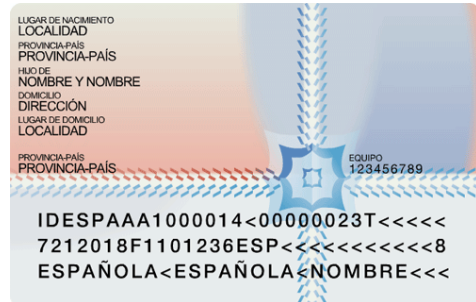 LUGAR DE NACIMIENTO
LOCALIDAD
PROVINCIA-PAÍS
PROVINCIA-PAÍS
HIJO DE
NOMBRE Y NOMBRE
DOMICILIO
DIRECCIÓN
LUGAR DE DOMICILIO
LOCALIDAD
PROVINCIA-PAÍS
PROVINCIA-PAÍS
EQUIPO
123456789
IDESPAAA1000014<00000023T<<<<<
7212018F1101236ESP<<<<<<<<<<<8
ESPAÑOLA<ESPAÑOLA<NOMBRE<<<